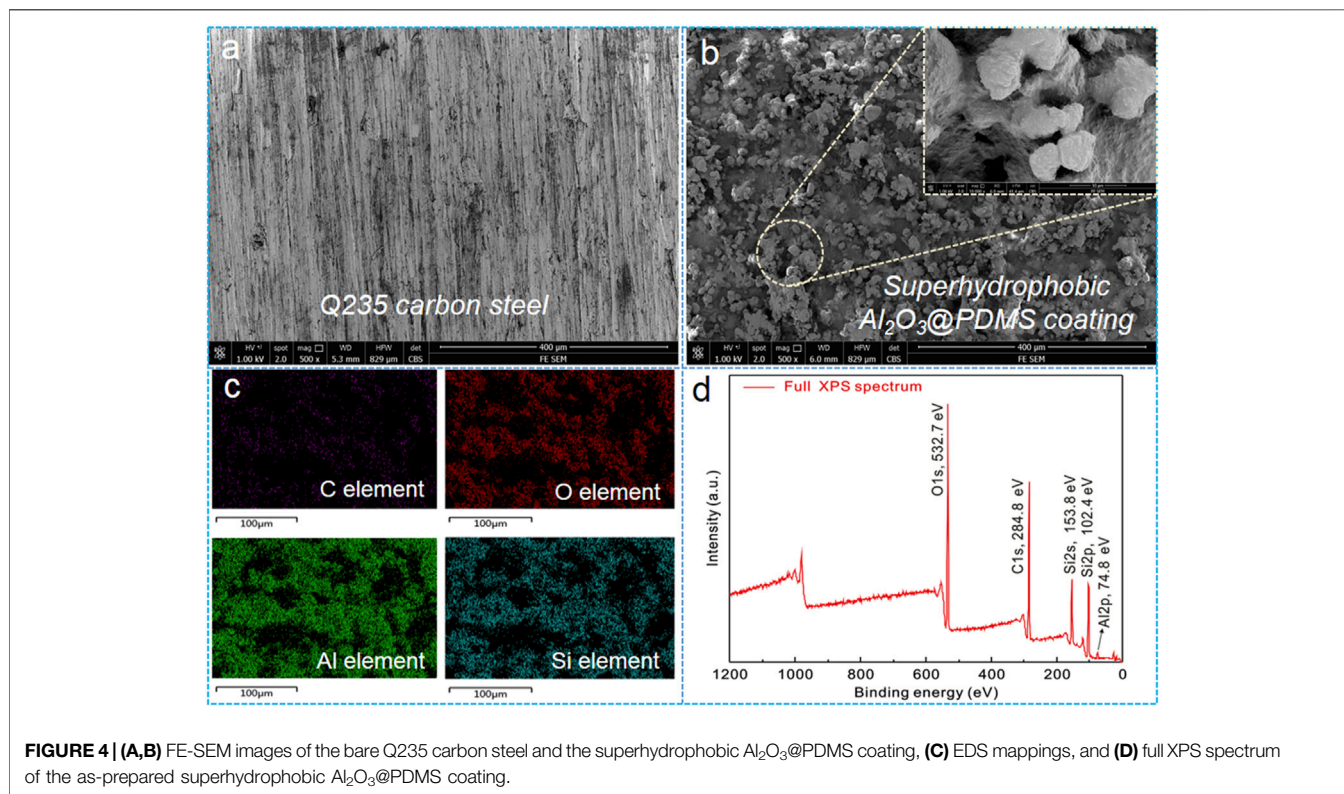 a
Q235 carbon steel
HV spot mag WD HFW det 400 µm
1.00 kV 2.0 500 x 5.3 mm 829 µm CBS FE SEM
b
Superhydrophobic
Al₂O₃@PDMS coating
HV spot mag WD HFW det 400 µm
1.00 kV 2.0 500 x 6.0 mm 829 µm CBS FE SEM
c
C element
O element
100µm
100µm
Al element
Si element
100µm
100µm
d
Full XPS spectrum
O1s, 532.7 eV
C1s, 284.8 eV
Si2s, 153.8 eV
Si2p, 102.4 eV
Al2p, 74.8 eV
Intensity (a.u.)
1200 1000 800 600 400 200 0
Binding energy (eV)
FIGURE 4 | (A,B) FE-SEM images of the bare Q235 carbon steel and the superhydrophobic Al₂O₃@PDMS coating, (C) EDS mappings, and (D) full XPS spectrum
of the as-prepared superhydrophobic Al₂O₃@PDMS coating.